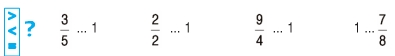 >
<
=
? 3/5 ... 1 2/2 ... 1 9/4 ... 1 1 ... 7/8